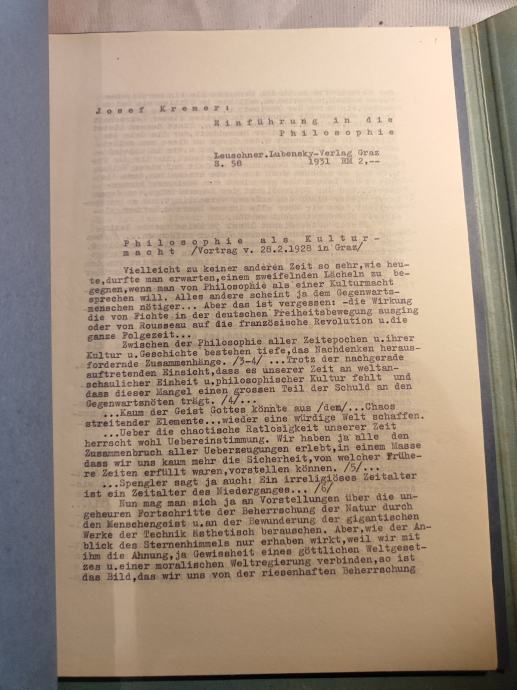 Josef Kremer:
Einführung in die
Philosophie
Leuschner.Lubensky-Verlag Graz
S. 58 1931 RM 2,--
Philosophie als Kultur-
macht /Vortrag v. 28.2.1928 in Graz/
Vielleicht zu keiner anderen Zeit so sehr,wie heu-
te,durfte man erwarten,einem zweifelnden Lächeln zu be-
gegnen,wenn man von Philosophie als einer Kulturmacht
sprechen will. Alles andere scheint ja dem Gegenwarts-
menschen nötiger... Aber das ist vergessen: -die Wirkung
die von Fichte in der deutschen Freiheitsbewegung ausging
oder von Rousseau auf die französische Revolution u.die
ganze Folgezeit...
Zwischen der Philosophie aller Zeitepochen u.ihrer
Kultur u.Geschichte bestehen tiefe,das Nachdenken heraus-
fordernde Zusammenhänge. /3-4/ ...Trotz der nachgerade
auftretenden Einsicht,dass es unserer Zeit an weltan-
schaulicher Einheit u.philosophischer Kultur fehlt und
dass dieser Mangel einen grossen Teil der Schuld an den
Gegenwartsnöten trägt. /4/...
...Kaum der Geist Gottes könnte aus /dem/...Chaos
streitender Elemente...wieder eine würdige Welt schaffen.
...Ueber die chaotische Ratlosigkeit unserer Zeit
herrscht wohl Uebereinstimmung. Wir haben ja alle den
Zusammenbruch aller Ueberzeugungen erlebt,in einem Masse
dass wir uns kaum mehr die Sicherheit,von welcher Frühe-
re Zeiten erfüllt waren,vorstellen können. /5/...
...Spengler sagt ja auch: Ein irreligiöses Zeitalter
ist ein Zeitalter des Niederganges... /6/
Nun mag man sich ja an Vorstellungen über die un-
geheuren Fortschritte der Beherrschung der Natur durch
den Menschengeist u.an der Bewunderung der gigantischen
Werke der Technik ästhetisch berauschen. Aber,wie der An-
blick des Sternenhimmels nur erhaben wirkt,weil wir mit
ihm die Ahnung,ja Gewissheit eines göttlichen Weltgeset-
zes u.einer moralischen Weltregierung verbinden,so ist
das Bild,das wir uns von der riesenhaften Beherrschung